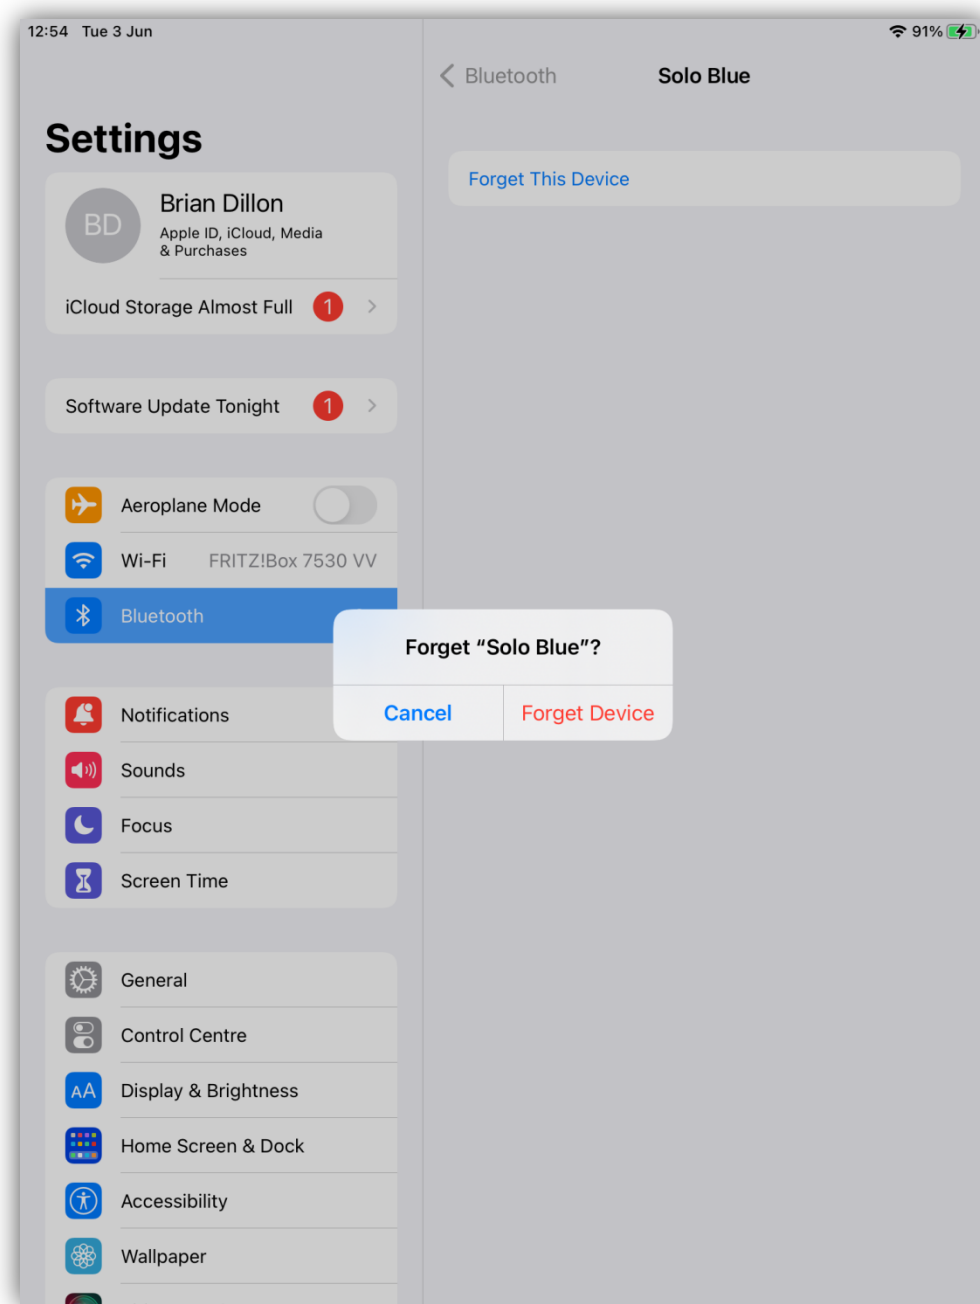 12:54 Tue 3 Jun
91%
Settings
BD
Brian Dillon
Apple ID, iCloud, Media
& Purchases
iCloud Storage Almost Full 1
Software Update Tonight 1
Aeroplane Mode
Wi-Fi FRITZ!Box 7530 VV
Bluetooth
Notifications
Sounds
Focus
Screen Time
General
Control Centre
AA Display & Brightness
Home Screen & Dock
Accessibility
Wallpaper
Bluetooth Solo Blue
Forget This Device
Forget “Solo Blue”?
Cancel Forget Device